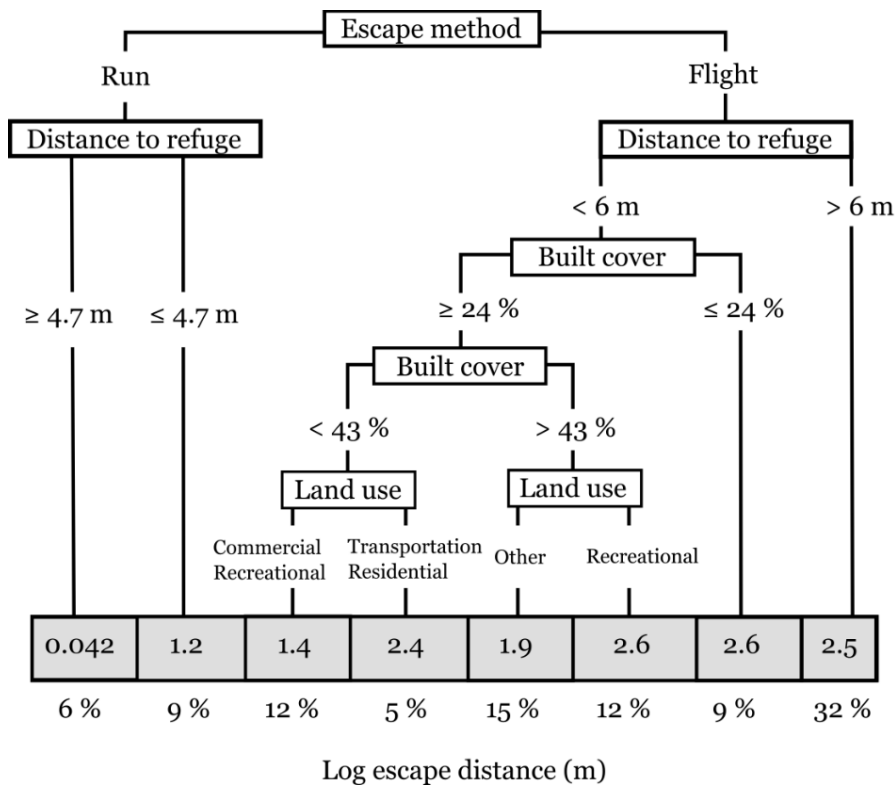 Escape method
Run
Flight
Distance to refuge
Distance to refuge
< 6 m
> 6 m
Built cover
≥ 4.7 m
≤ 4.7 m
≥ 24 %
≤ 24 %
Built cover
< 43 %
> 43 %
Land use
Land use
Commercial
Recreational
Transportation
Residential
Other
Recreational
0.042
1.2
1.4
2.4
1.9
2.6
2.6
2.5
6 %
9 %
12 %
5 %
15 %
12 %
9 %
32 %
Log escape distance (m)